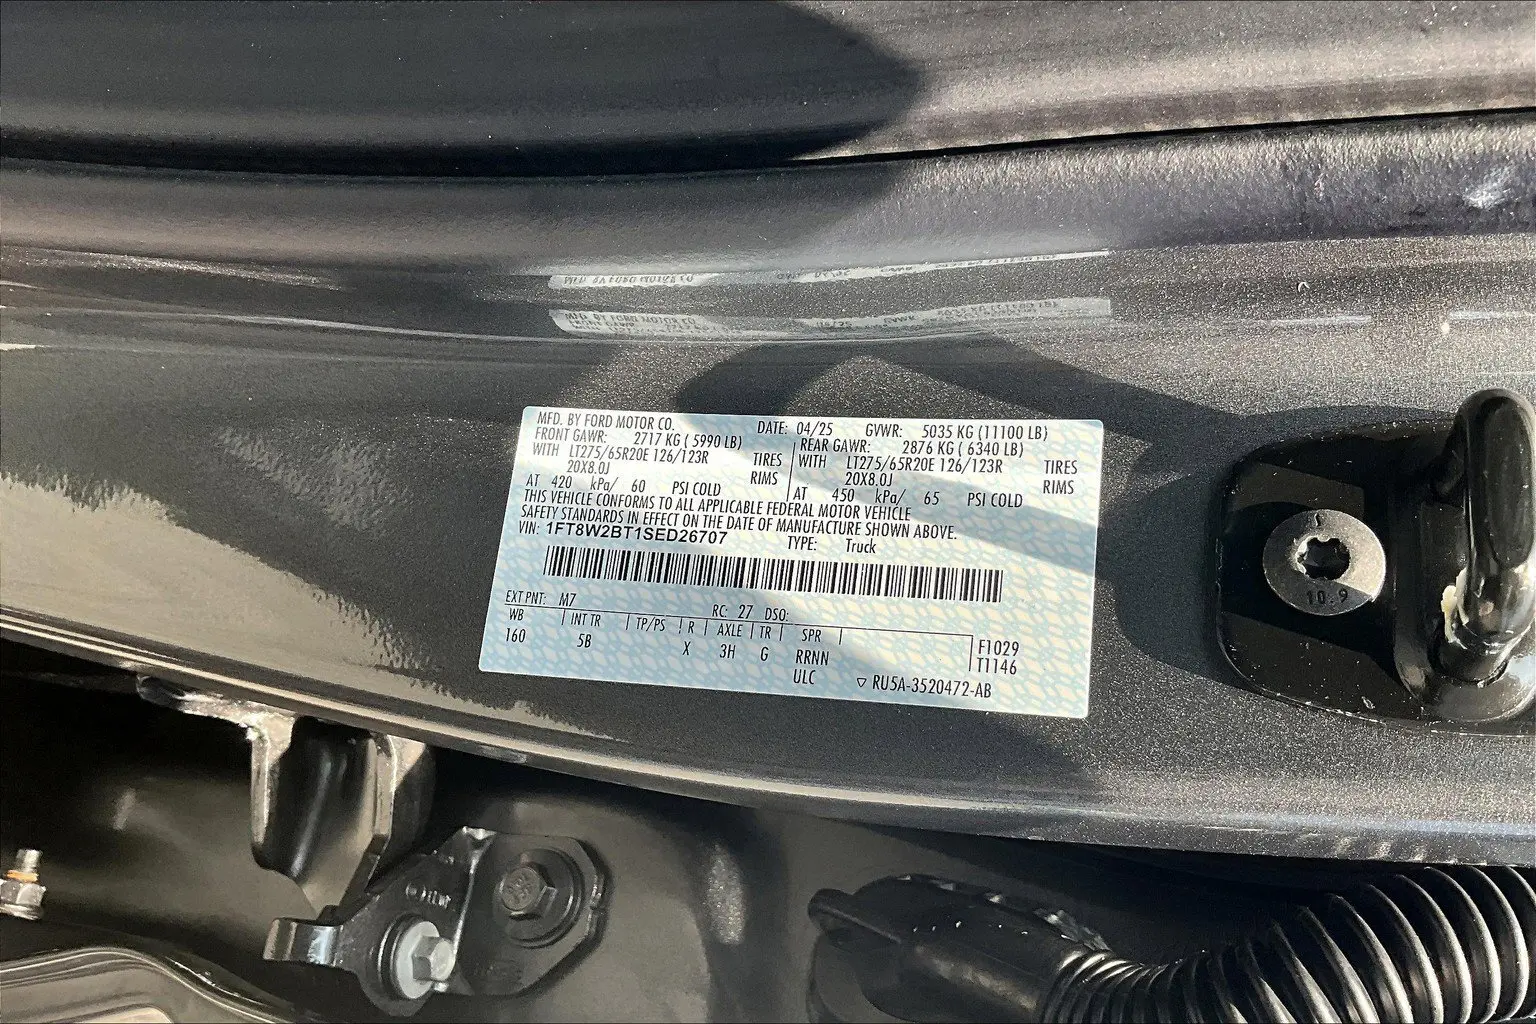 MFD. BY FORD MOTOR CO. DATE: 04/25 GVWR: 5035 KG (11100 LB)
FRONT GAWR: 2717 KG ( 5990 LB) REAR GAWR: 2876 KG ( 6340 LB)
WITH LT275/65R20E 126/123R TIRES WITH LT275/65R20E 126/123R TIRES
20X8.0J RIMS 20X8.0J RIMS
AT 420 kPa/ 60 PSI COLD AT 450 kPa/ 65 PSI COLD
THIS VEHICLE CONFORMS TO ALL APPLICABLE FEDERAL MOTOR VEHICLE
SAFETY STANDARDS IN EFFECT ON THE DATE OF MANUFACTURE SHOWN ABOVE.
VIN: 1FT8W2BT1SED26707 TYPE: Truck
EXT PNT: M7 RC: 27 DSO:
WB INT TR TP/PS R AXLE TR SPR F1029
160 5B X 3H G RRNN T1146
ULC ▽ RU5A-3520472-AB
10.9